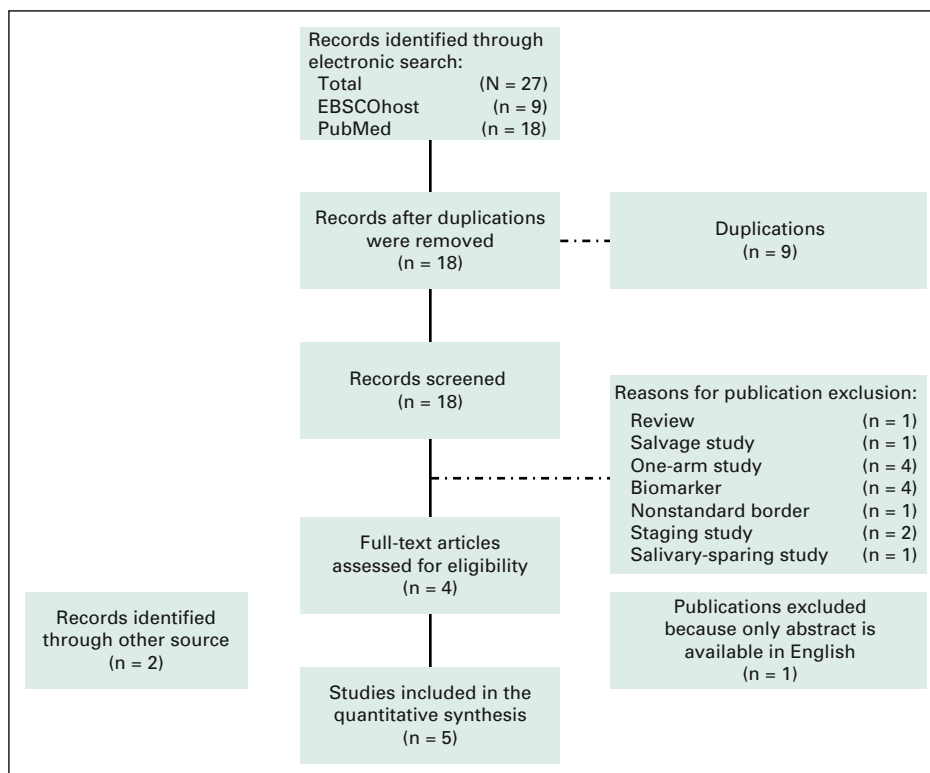 Records identified through
electronic search:
Total (N = 27)
EBSCOhost (n = 9)
PubMed (n = 18)
Records after duplications
were removed
(n = 18)
Duplications
(n = 9)
Records screened
(n = 18)
Reasons for publication exclusion:
Review (n = 1)
Salvage study (n = 1)
One-arm study (n = 4)
Biomarker (n = 4)
Nonstandard border (n = 1)
Staging study (n = 2)
Salivary-sparing study (n = 1)
Full-text articles
assessed for eligibility
(n = 4)
Records identified
through other source
(n = 2)
Publications excluded
because only abstract is
available in English
(n = 1)
Studies included in the
quantitative synthesis
(n = 5)